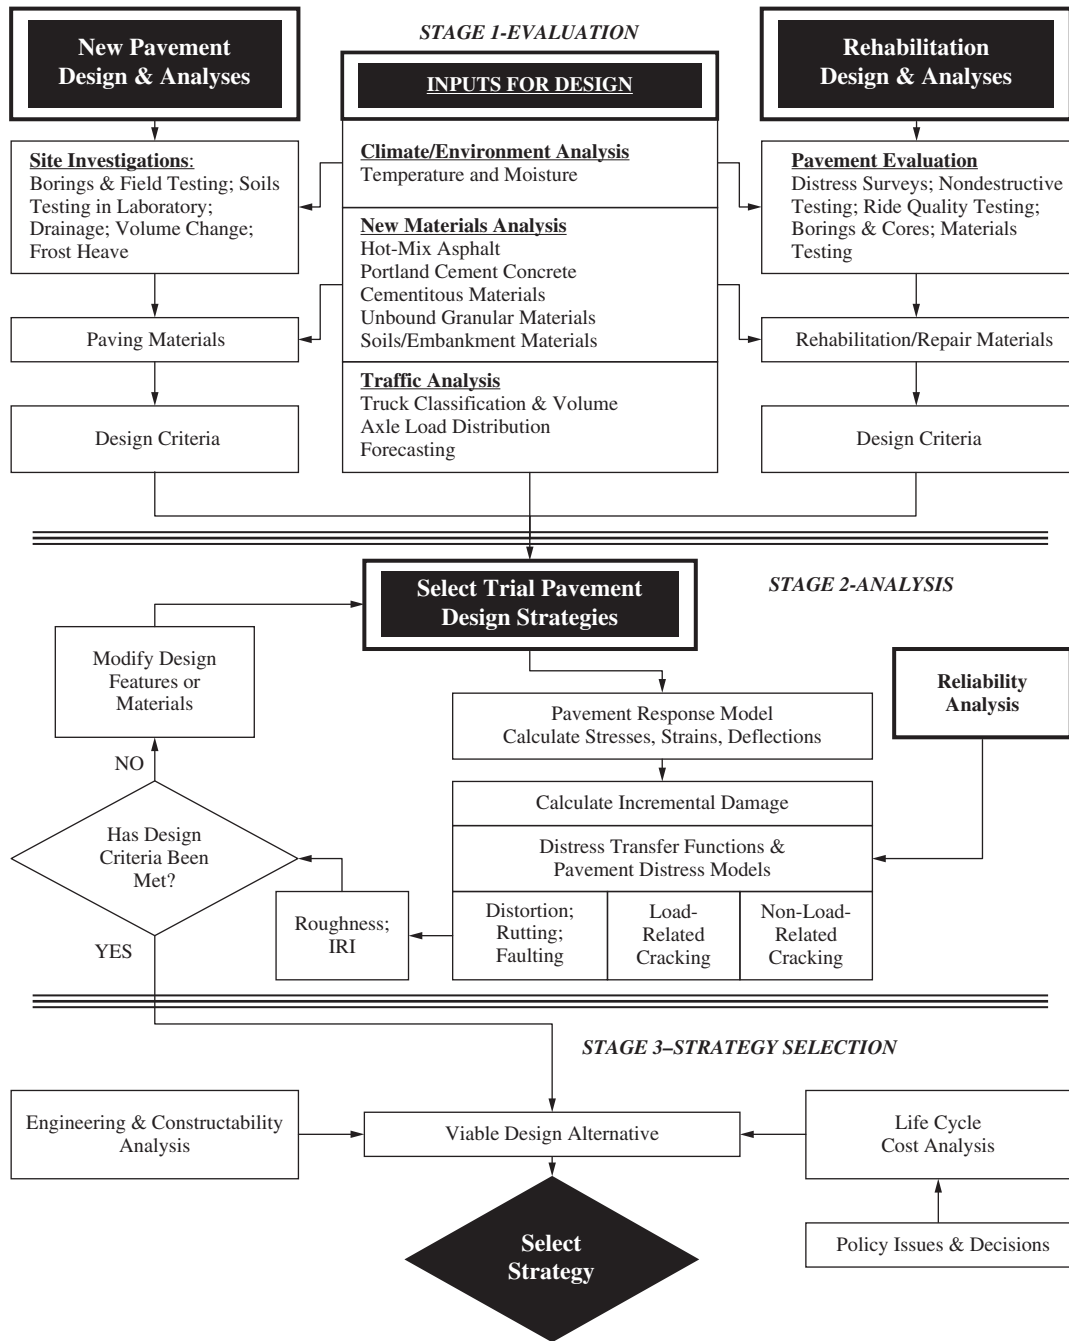 STAGE 1-EVALUATION
New Pavement
Design & Analyses
INPUTS FOR DESIGN
Rehabilitation
Design & Analyses
Site Investigations:
Borings & Field Testing; Soils
Testing in Laboratory;
Drainage; Volume Change;
Frost Heave
Climate/Environment Analysis
Temperature and Moisture
New Materials Analysis
Hot-Mix Asphalt
Portland Cement Concrete
Cementitous Materials
Unbound Granular Materials
Soils/Embankment Materials
Traffic Analysis
Truck Classification & Volume
Axle Load Distribution
Forecasting
Pavement Evaluation
Distress Surveys; Nondestructive
Testing; Ride Quality Testing;
Borings & Cores; Materials
Testing
Paving Materials
Rehabilitation/Repair Materials
Design Criteria
Design Criteria
STAGE 2-ANALYSIS
Select Trial Pavement
Design Strategies
Modify Design
Features or
Materials
Reliability
Analysis
Pavement Response Model
Calculate Stresses, Strains, Deflections
NO
Calculate Incremental Damage
Has Design
Criteria Been
Met?
Distress Transfer Functions &
Pavement Distress Models
YES
Roughness;
IRI
Distortion;
Rutting;
Faulting
Load-
Related
Cracking
Non-Load-
Related
Cracking
STAGE 3–STRATEGY SELECTION
Engineering & Constructability
Analysis
Viable Design Alternative
Life Cycle
Cost Analysis
Select
Strategy
Policy Issues & Decisions